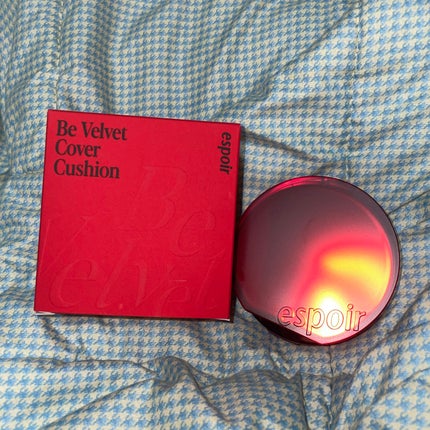 Be Velvet
Cover
Cushion
espoir
Be
Velvet
espoir